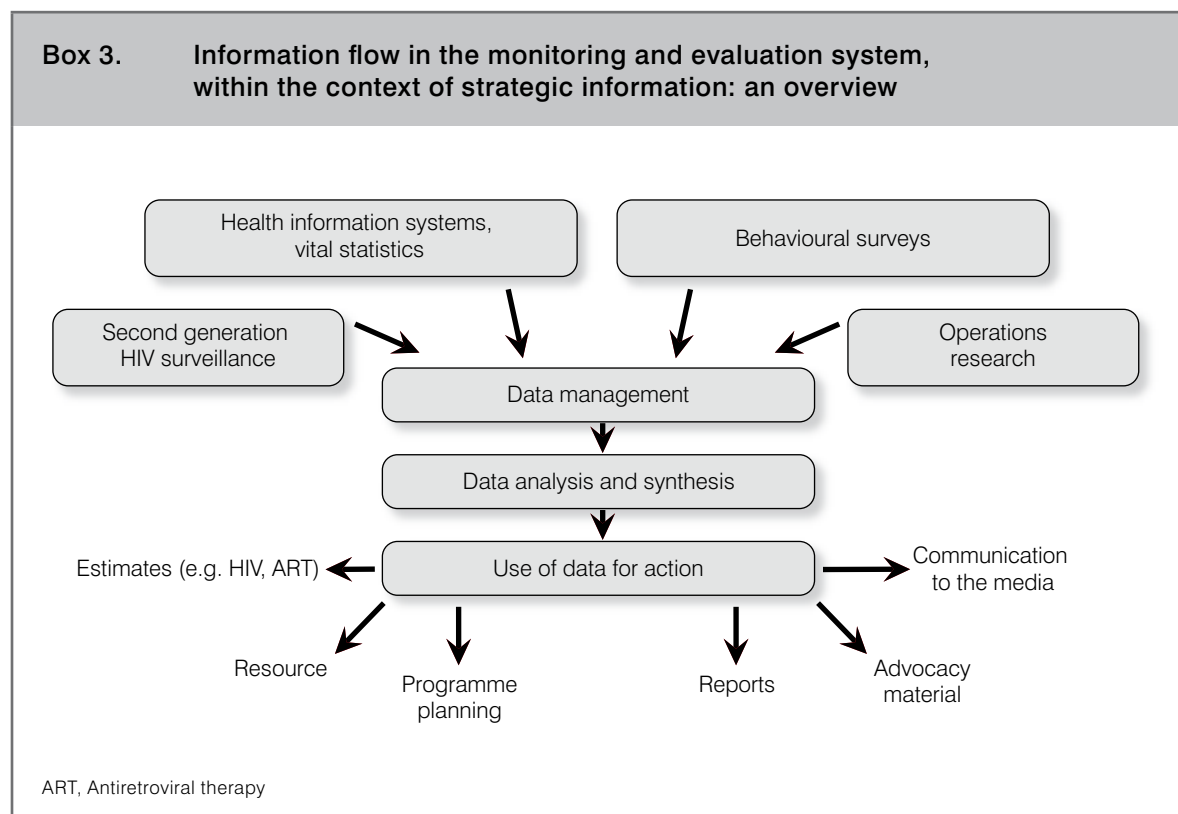 Box 3. Information flow in the monitoring and evaluation system,
within the context of strategic information: an overview
Health information systems,
vital statistics
Behavioural surveys
Second generation
HIV surveillance
Operations
research
Data management
Data analysis and synthesis
Estimates (e.g. HIV, ART)
Use of data for action
Communication
to the media
Resource
Programme
planning
Reports
Advocacy
material
ART, Antiretroviral therapy